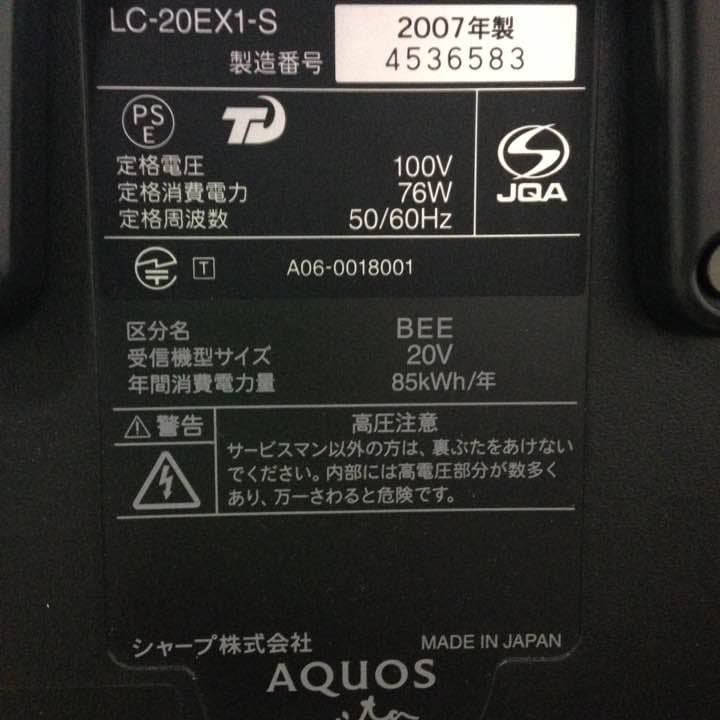 LC-20EX1-S
2007年製
製造番号 4536583
PS
E
定格電圧 100V
定格消費電力 76W
定格周波数 50/60Hz
JQA
T A06-0018001
区分名 BEE
受信機型サイズ 20V
年間消費電力量 85kWh/年
警告 高圧注意
サービスマン以外の方は、裏ぶたをあけない
でください。内部には高電圧部分が数多く
あり、万一さわると危険です。
シャープ株式会社 MADE IN JAPAN
AQUOS